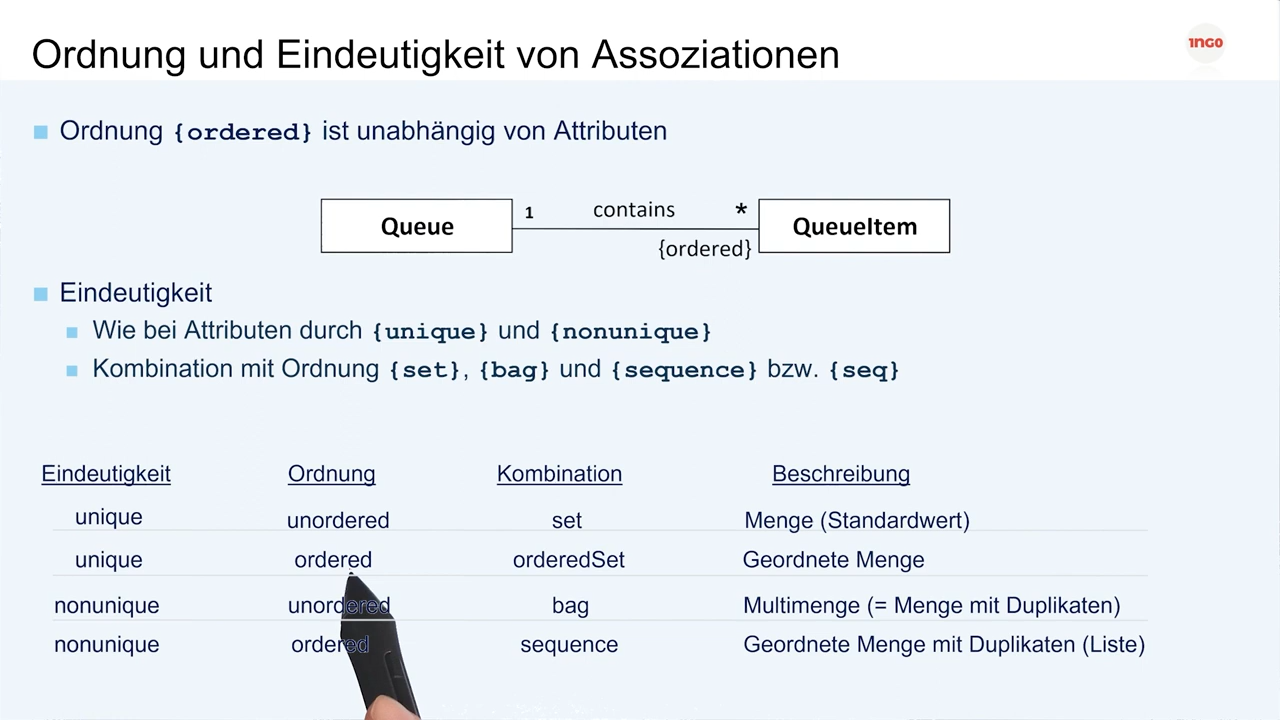 Ordnung und Eindeutigkeit von Assoziationen
1NGO
Ordnung {ordered} ist unabhängig von Attributen
Queue 1 contains * QueueItem
{ordered}
Eindeutigkeit
Wie bei Attributen durch {unique} und {nonunique}
Kombination mit Ordnung {set}, {bag} und {sequence} bzw. {seq}
Eindeutigkeit Ordnung Kombination Beschreibung
unique unordered set Menge (Standardwert)
unique ordered orderedSet Geordnete Menge
nonunique unordered bag Multimenge (= Menge mit Duplikaten)
nonunique ordered sequence Geordnete Menge mit Duplikaten (Liste)